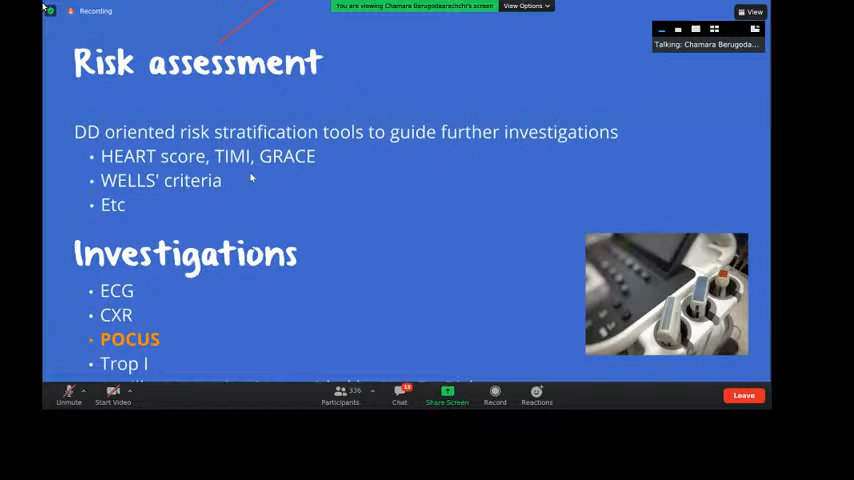 Recording
You are viewing Chamara Berugodaarachchi's screen
View Options
View
Talking: Chamara Berugoda...
Risk assessment
DD oriented risk stratification tools to guide further investigations
• HEART score, TIMI, GRACE
• WELLS' criteria
• Etc
Investigations
• ECG
• CXR
• POCUS
• Trop I
Unmute
Start Video
336
Participants
13
Chat
Share Screen
Record
Reactions
Leave